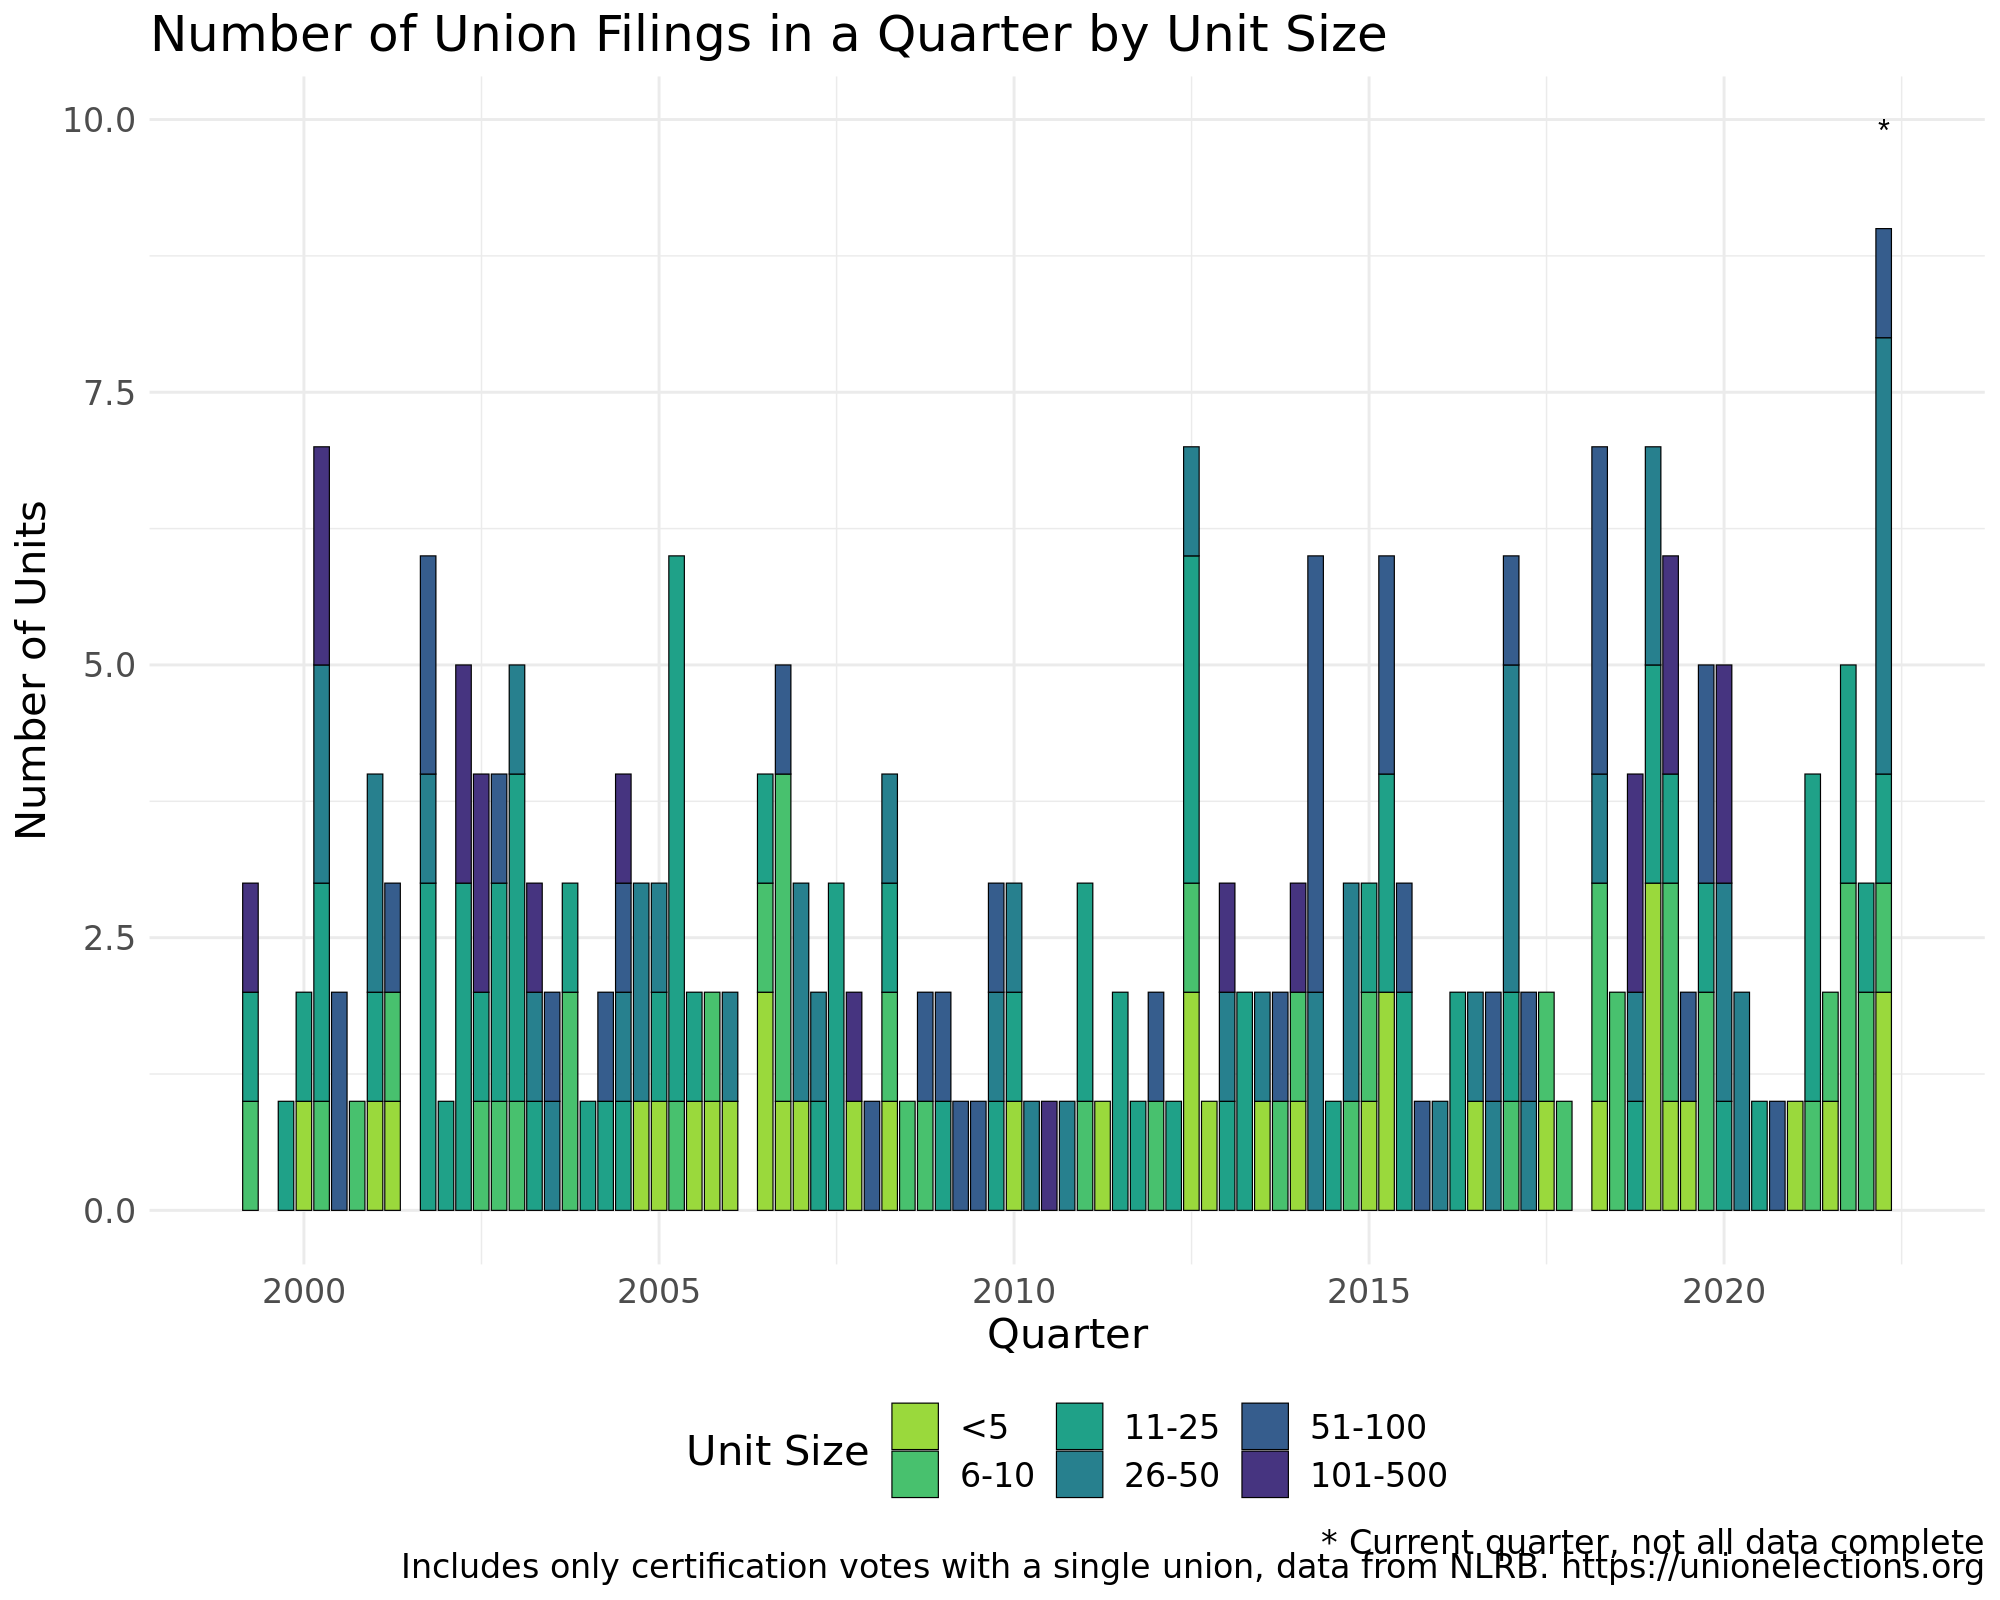 Number of Union Filings in a Quarter by Unit Size
Number of Units
10.0
*
7.5
5.0
2.5
0.0
2000 2005 2010 2015 2020
Quarter
Unit Size
<5 11-25 51-100
6-10 26-50 101-500
* Current quarter, not all data complete
Includes only certification votes with a single union, data from NLRB. https://unionelections.org